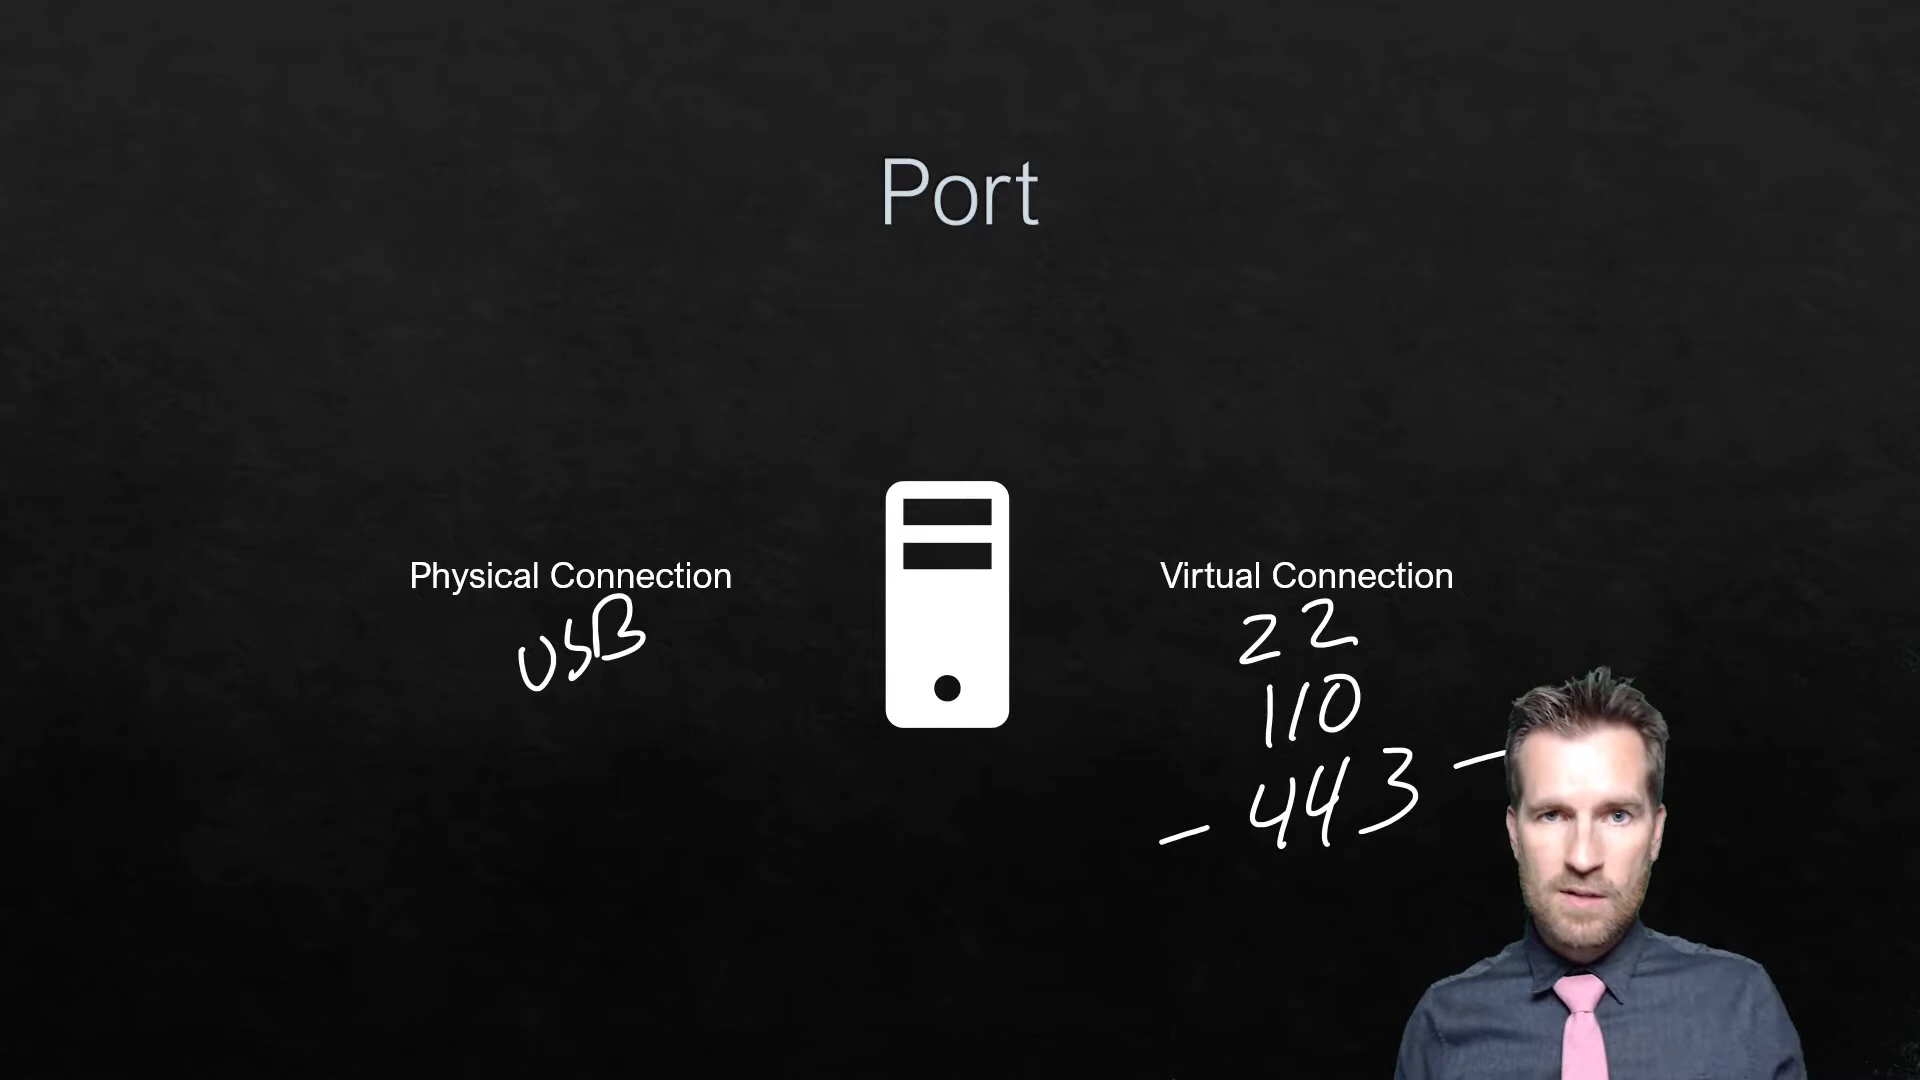 Port
Physical Connection
USB
Virtual Connection
22
110
- 443 -